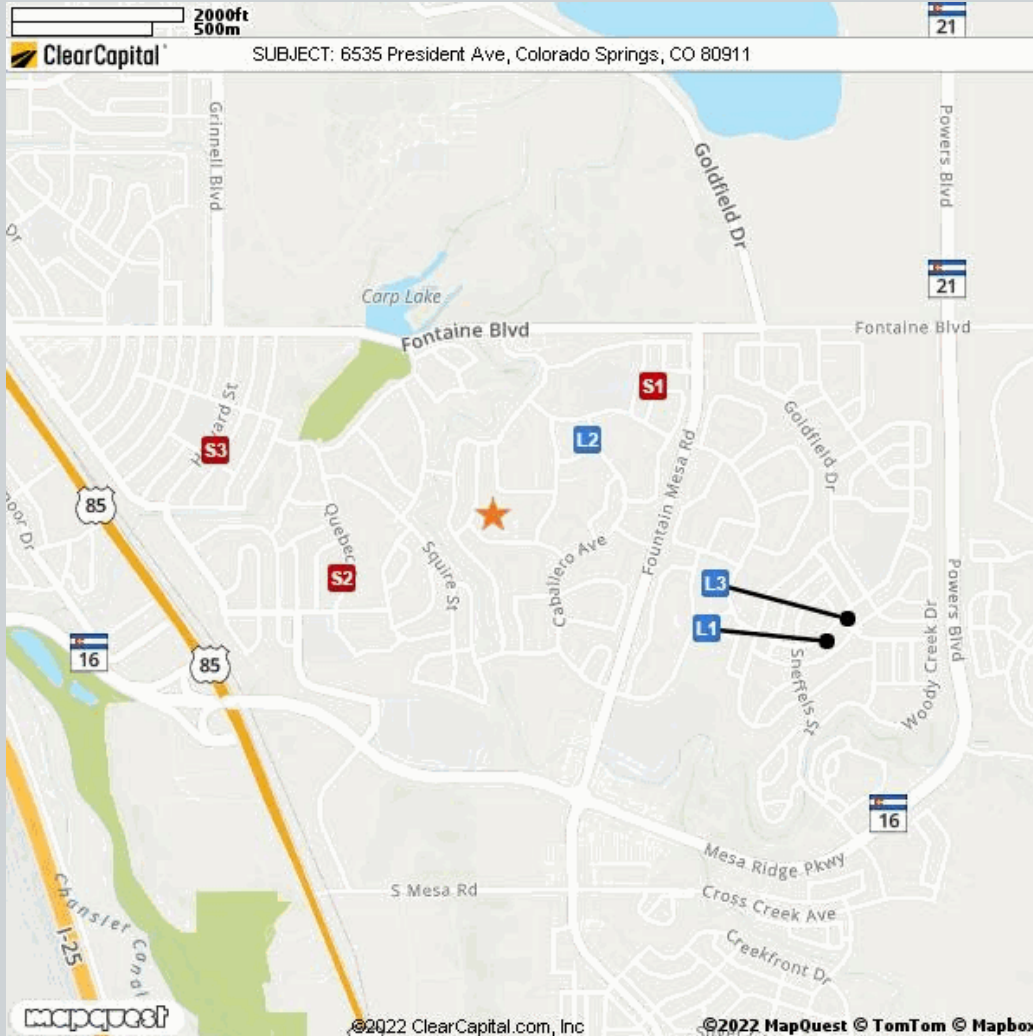 2000ft
500m
21
ClearCapital
SUBJECT: 6535 President Ave, Colorado Springs, CO 80911
Grinnell Blvd
Goldfield Dr
Powers Blvd
Dr
21
Carp Lake
Fontaine Blvd
Fontaine Blvd
S1
Goldfield Dr
L2
S3
85
Fountain Mesa Rd
Quebec
Squire St
Caballero Ave
S2
L3
Powers Blvd
L1
Woody Creek Dr
16
85
Sneffels St
16
Mesa Ridge Pkwy
S Mesa Rd
Cross Creek Ave
Creekfront Dr
Chansler Canal
I-25
mapquest
©2022 ClearCapital.com, Inc
©2022 MapQuest © TomTom © Mapbox